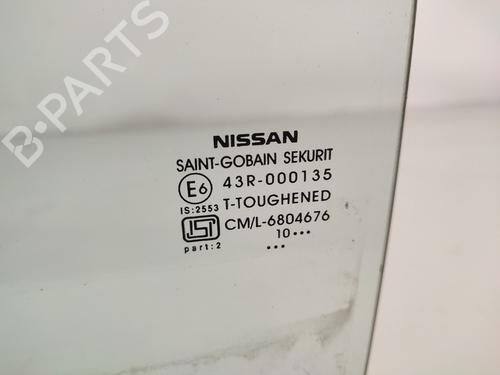 B-PARTS
NISSAN
SAINT-GOBAIN SEKURIT
E6 43R-000135
IS:2553 T-TOUGHENED
ISI CM/L-6804676
part:2 10•••
•••